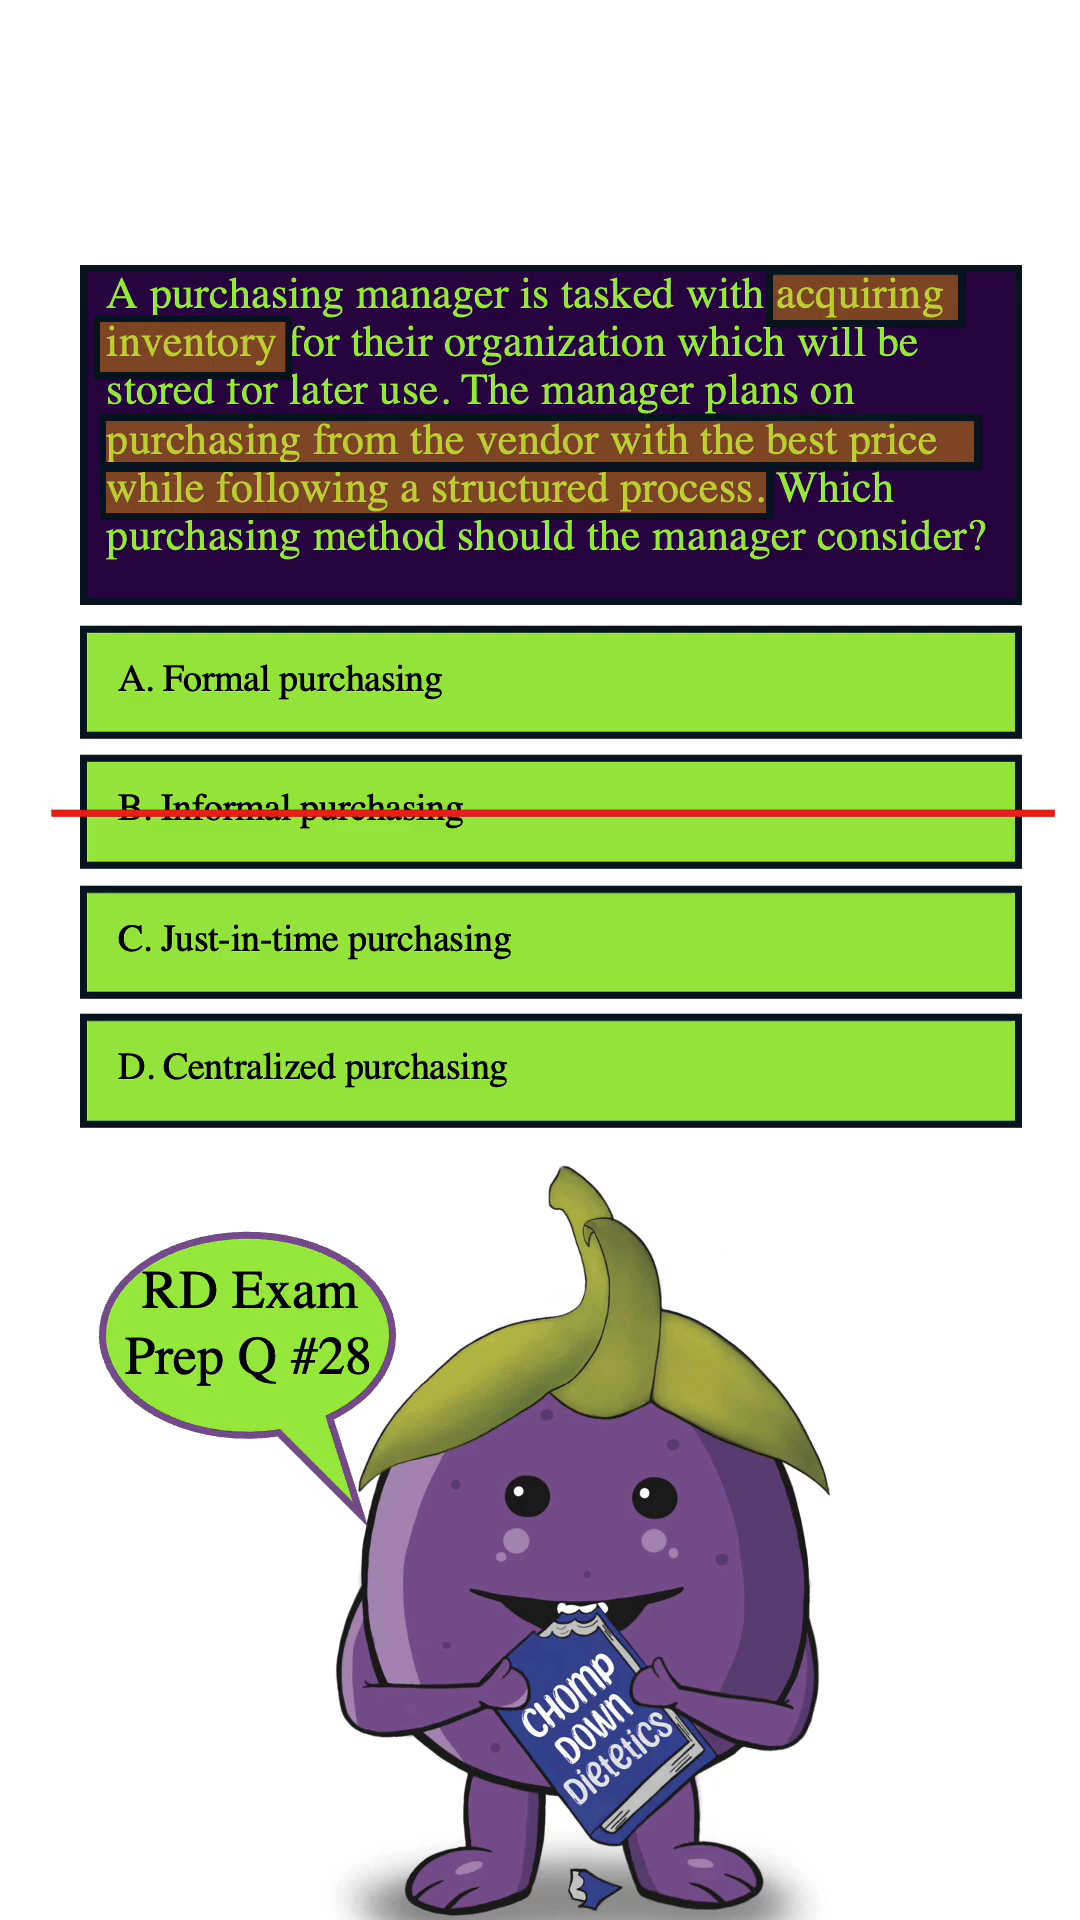 A purchasing manager is tasked with acquiring
inventory for their organization which will be
stored for later use. The manager plans on
purchasing from the vendor with the best price
while following a structured process. Which
purchasing method should the manager consider?
A. Formal purchasing
B. Informal purchasing
C. Just-in-time purchasing
D. Centralized purchasing
RD Exam
Prep Q #28
CHOMP
DOWN
Dietetics